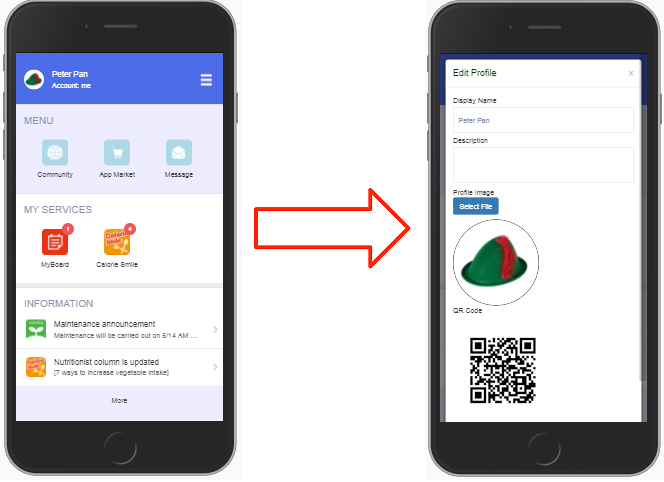 Peter Pan
Account: me
MENU
Community
App Market
Message
MY SERVICES
1
4
MyBoard
Calorie Smile
INFORMATION
Maintenance announcement
Maintenance will be carried out on 6/14 AM ...
Nutritionist column is updated
[7 ways to increase vegetable intake]
More
Edit Profile
×
Display Name
Peter Pan
Description
Profile Image
Select File
QR Code